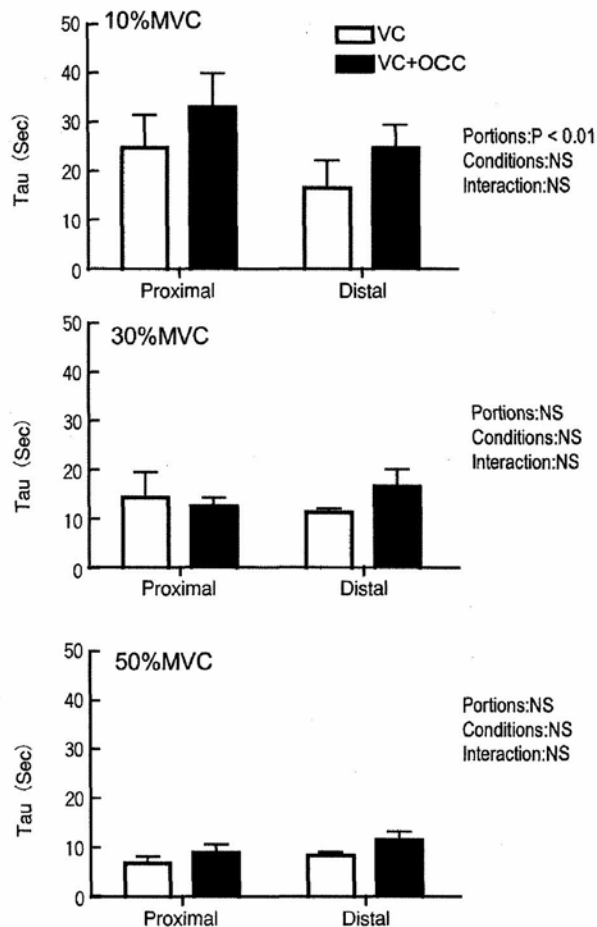 10%MVC
VC
VC+OCC
50
40
30
20
10
0
Tau (Sec)
Proximal
Distal
Portions:P < 0.01
Conditions:NS
Interaction:NS
30%MVC
50
40
30
20
10
0
Tau (Sec)
Proximal
Distal
Portions:NS
Conditions:NS
Interaction:NS
50%MVC
50
40
30
20
10
0
Tau (Sec)
Proximal
Distal
Portions:NS
Conditions:NS
Interaction:NS